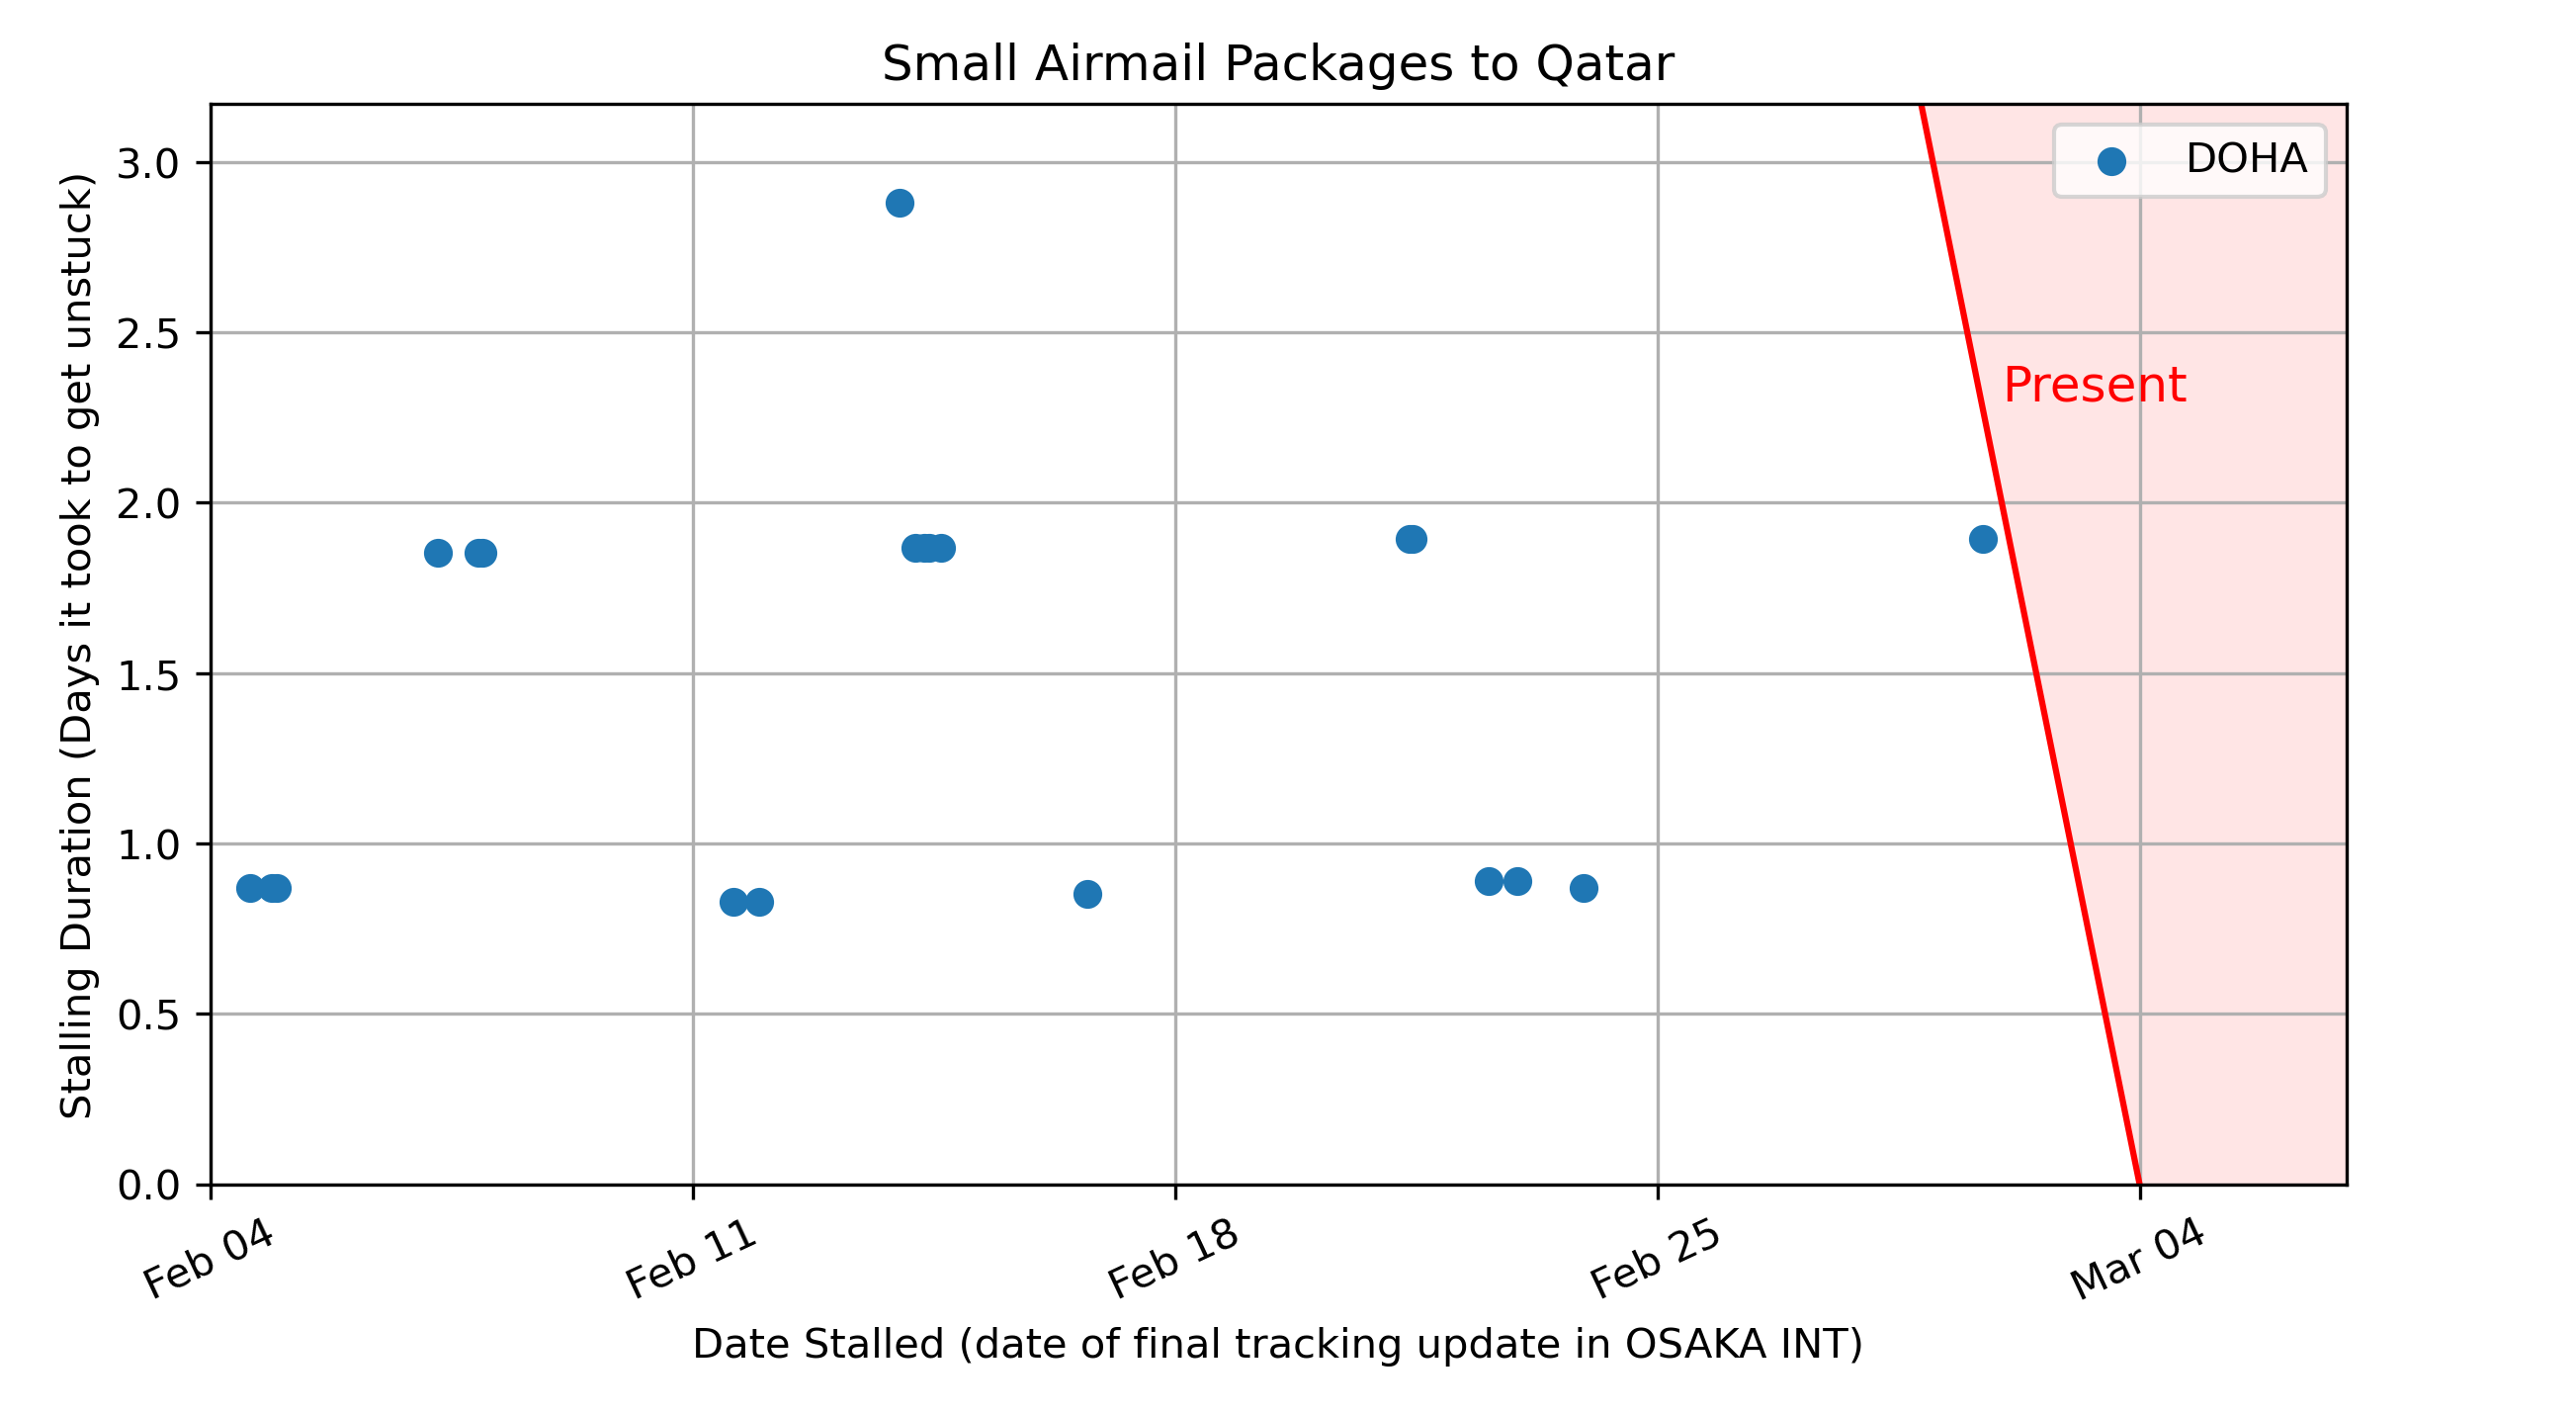 Small Airmail Packages to Qatar
Stalling Duration (Days it took to get unstuck)
3.0
2.5
2.0
1.5
1.0
0.5
0.0
DOHA
Present
Feb 04
Feb 11
Feb 18
Feb 25
Mar 04
Date Stalled (date of final tracking update in OSAKA INT)